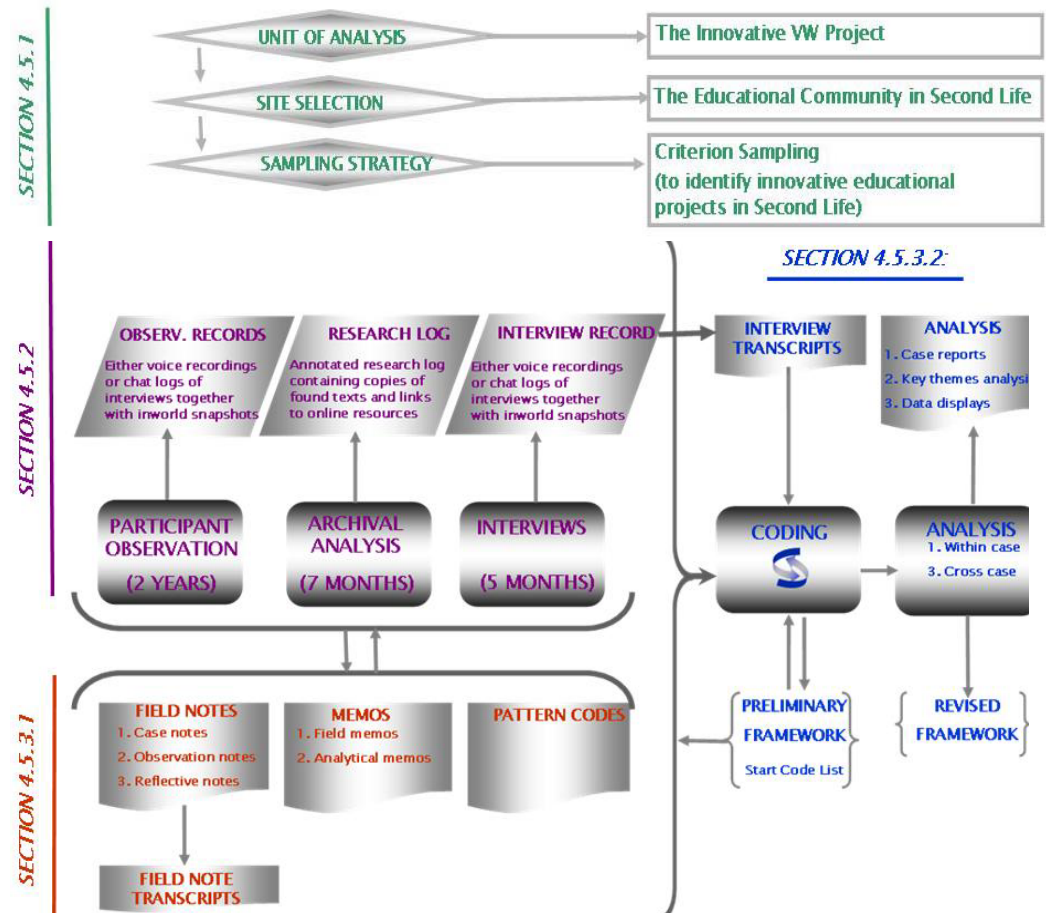 SECTION 4.5.1
UNIT OF ANALYSIS
The Innovative VW Project
SITE SELECTION
The Educational Community in Second Life
SAMPLING STRATEGY
Criterion Sampling
(to identify innovative educational
projects in Second Life)
SECTION 4.5.2
OBSERV. RECORDS
Either voice recordings
or chat logs of
interviews together
with inworld snapshots
RESEARCH LOG
Annotated research log
containing copies of
found texts and links
to online resources
INTERVIEW RECORD
Either voice recordings
or chat logs of
interviews together
with inworld snapshots
PARTICIPANT
OBSERVATION
(2 YEARS)
ARCHIVAL
ANALYSIS
(7 MONTHS)
INTERVIEWS
(5 MONTHS)
SECTION 4.5.3.2:
INTERVIEW
TRANSCRIPTS
ANALYSIS
1. Case reports
2. Key themes analysi
3. Data displays
CODING
ANALYSIS
1. Within case
3. Cross case
PRELIMINARY
FRAMEWORK
Start Code List
REVISED
FRAMEWORK
SECTION 4.5.3.1
FIELD NOTES
1. Case notes
2. Observation notes
3. Reflective notes
MEMOS
1. Field memos
2. Analytical memos
PATTERN CODES
FIELD NOTE
TRANSCRIPTS